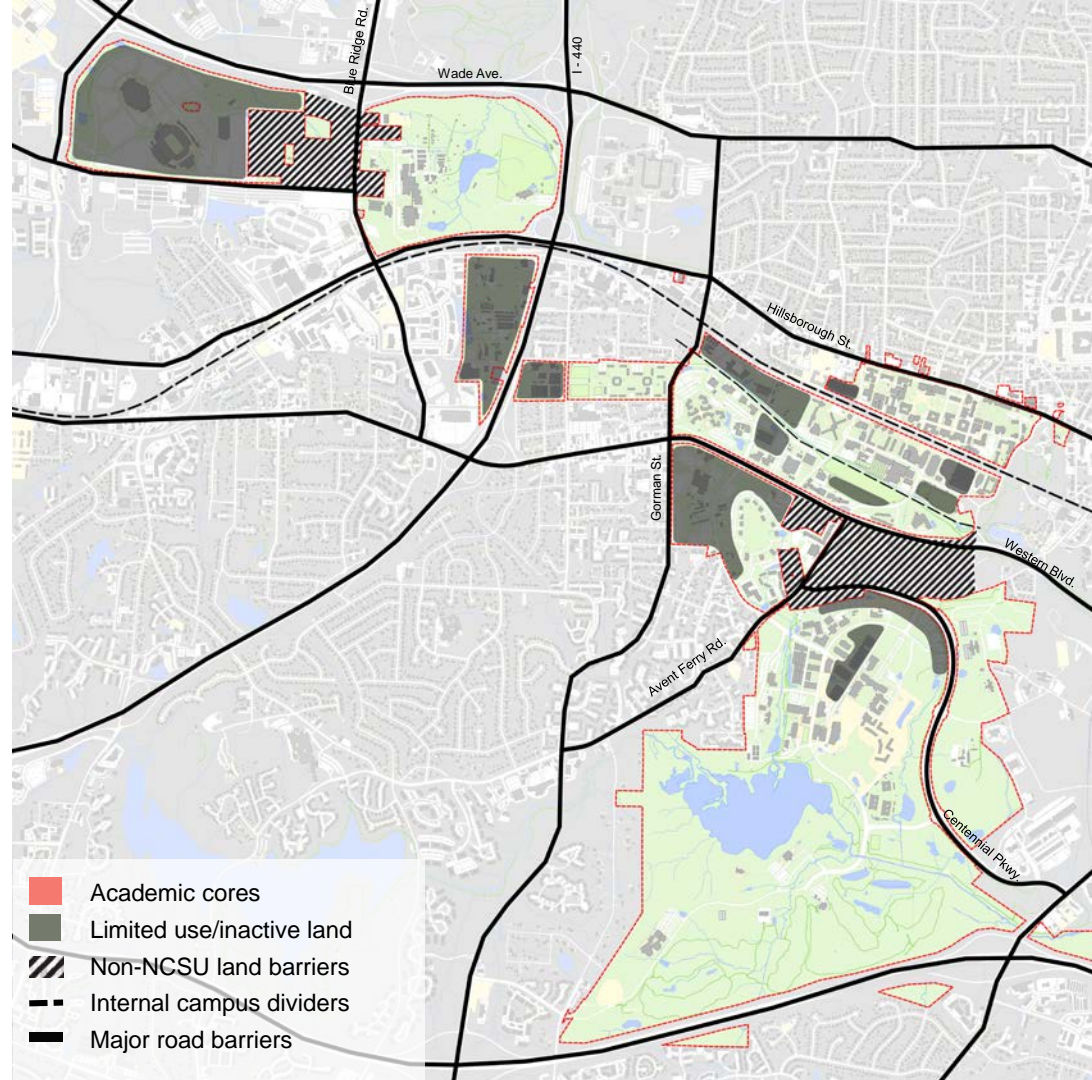 Blue Ridge Rd.
I - 440
Wade Ave.
Hillsborough St.
Gorman St.
Western Blvd.
Avent Ferry Rd.
Centennial Pkwy.
Academic cores
Limited use/inactive land
Non-NCSU land barriers
Internal campus dividers
Major road barriers